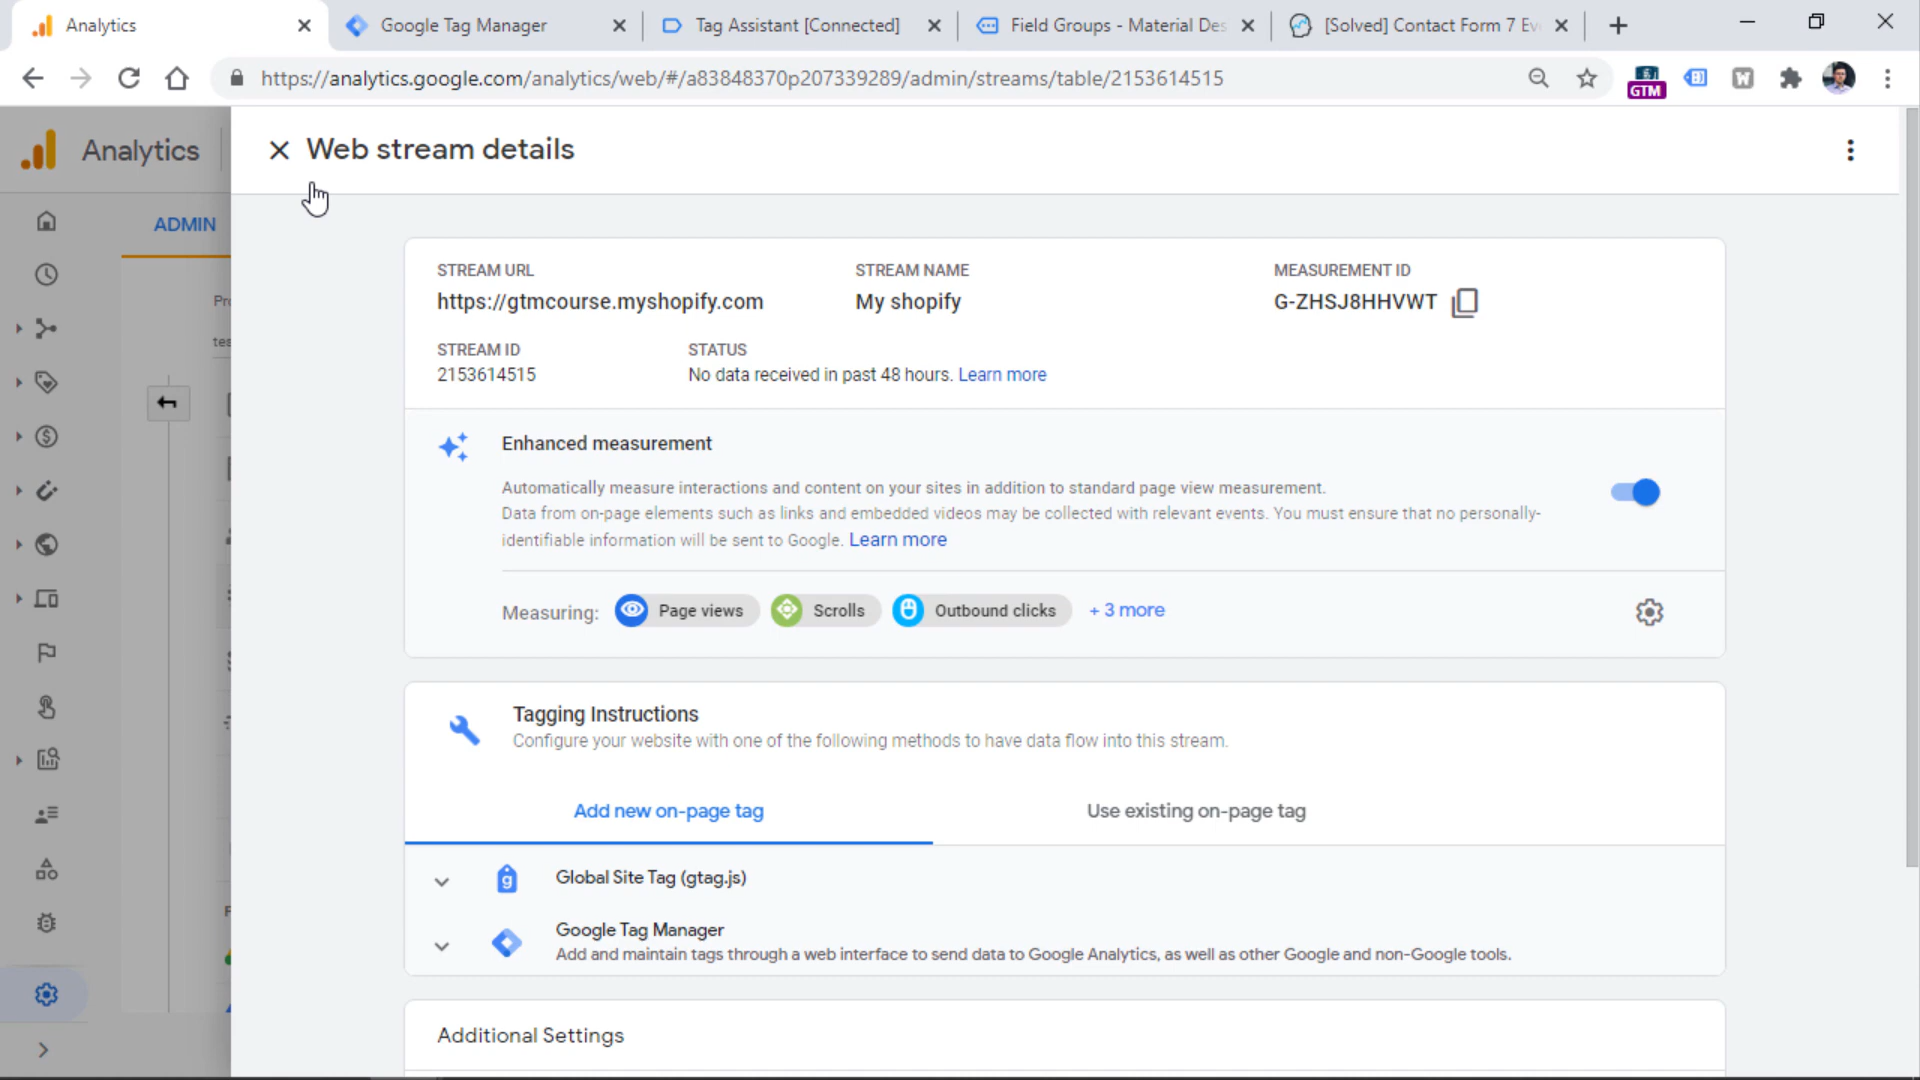 Analytics
Google Tag Manager
Tag Assistant [Connected]
Field Groups - Material Des
[Solved] Contact Form 7 Ev
https://analytics.google.com/analytics/web/#/a83848370p207339289/admin/streams/table/2153614515
GTM
Analytics
Web stream details
ADMIN
Pro
tes
STREAM URL
STREAM NAME
MEASUREMENT ID
https://gtmcourse.myshopify.com
My shopify
G-ZHSJ8HHVWT
STREAM ID
STATUS
2153614515
No data received in past 48 hours. Learn more
Enhanced measurement
Automatically measure interactions and content on your sites in addition to standard page view measurement.
Data from on-page elements such as links and embedded videos may be collected with relevant events. You must ensure that no personally-
identifiable information will be sent to Google. Learn more
Measuring:
Page views
Scrolls
Outbound clicks
+ 3 more
Tagging Instructions
Configure your website with one of the following methods to have data flow into this stream.
Add new on-page tag
Use existing on-page tag
Global Site Tag (gtag.js)
Google Tag Manager
Add and maintain tags through a web interface to send data to Google Analytics, as well as other Google and non-Google tools.
Additional Settings